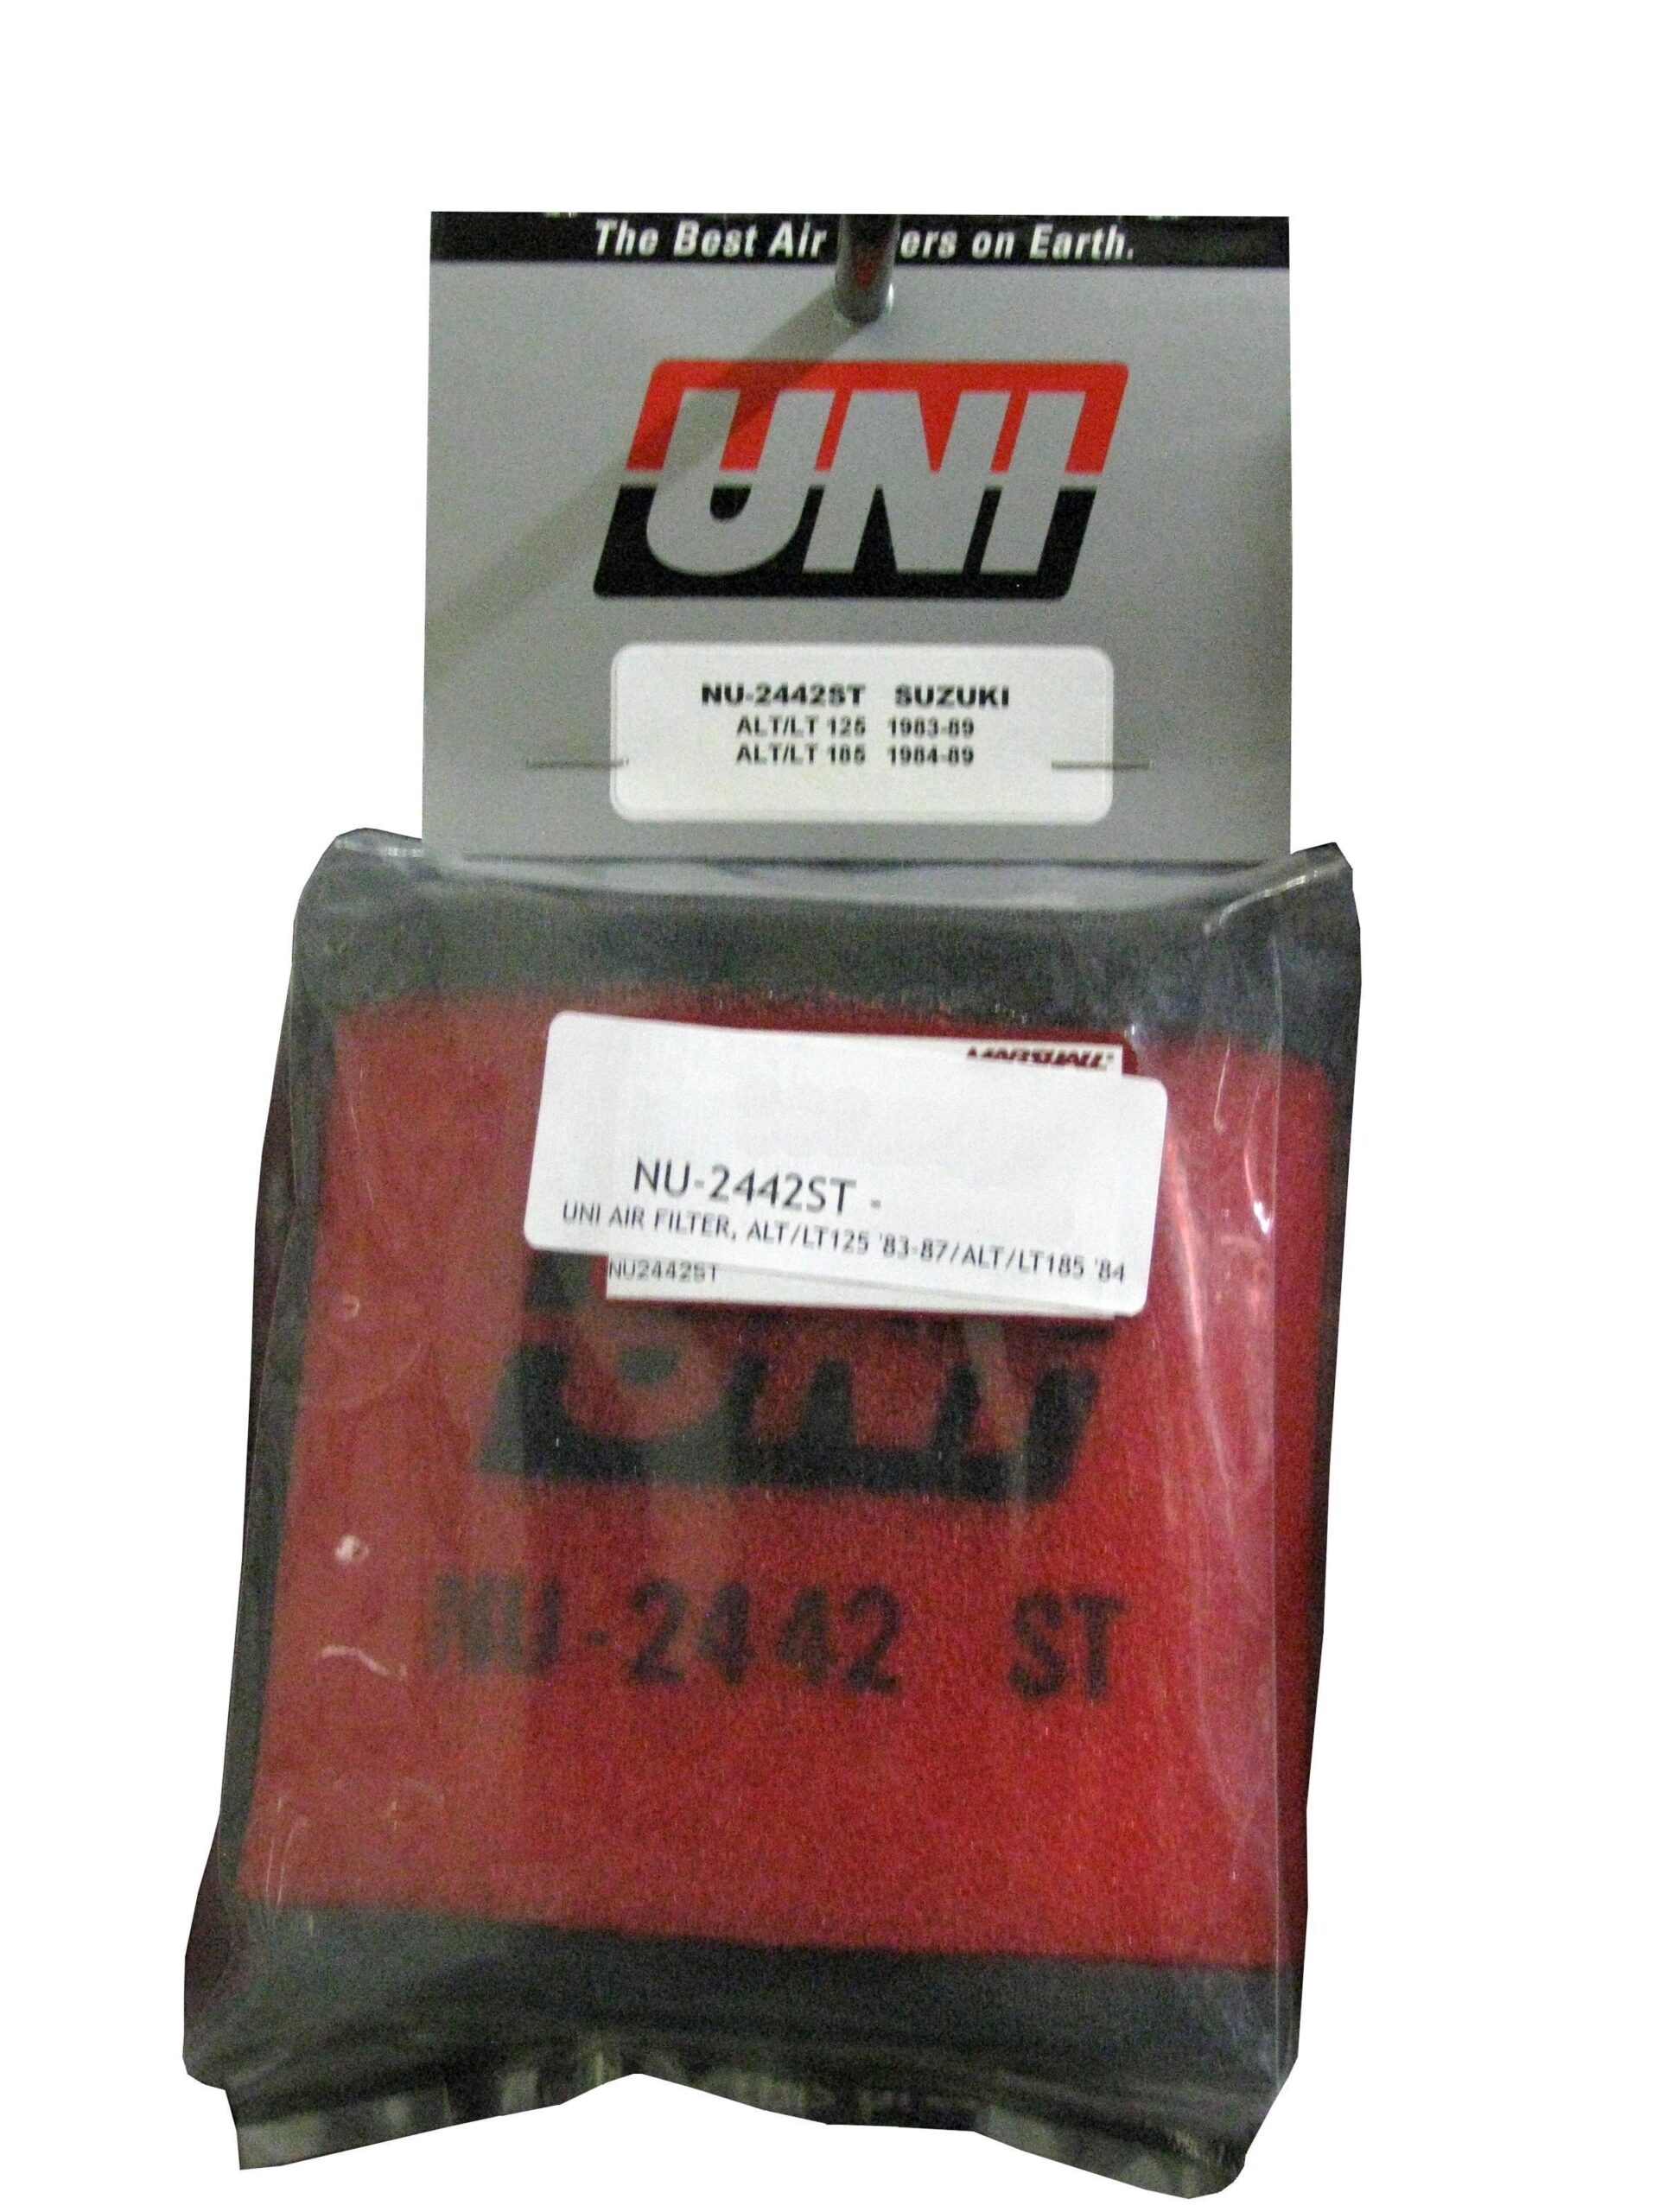 The Best Air ers on Earth.
UNI
NU-2442ST SUZUKI
ALT/LT 125 1983-89
ALT/LT 185 1984-89
NU-2442ST -
UNI AIR FILTER, ALT/LT125 '83-87/ALT/LT185 '84
NU2442ST
NU-2442 ST